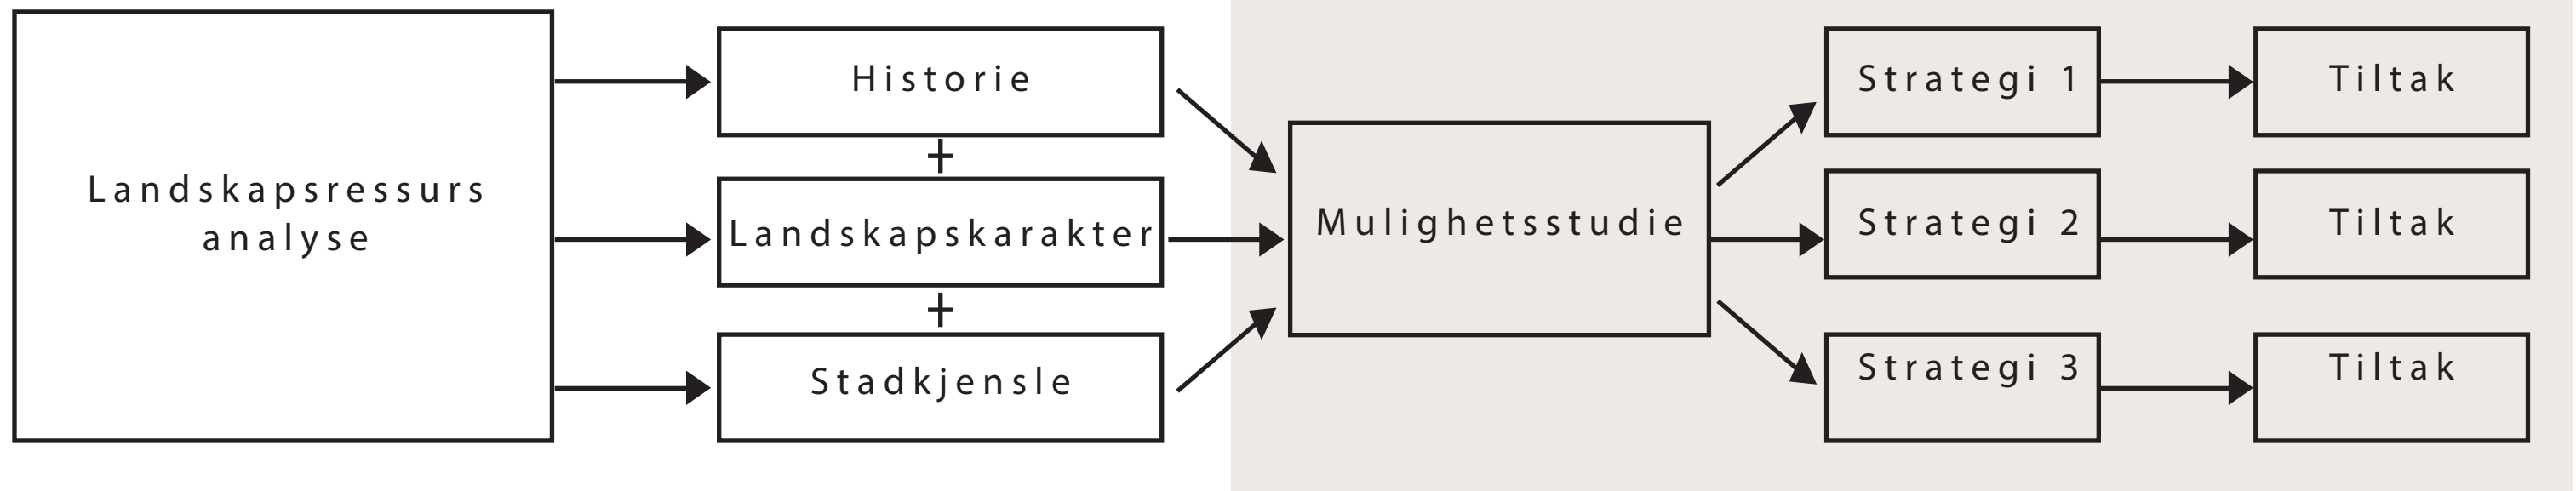 Landskapsressurs
analyse
Historie
+
Landskapskarakter
+
Stadkjensle
Mulighetsstudie
Strategi 1
Tiltak
Strategi 2
Tiltak
Strategi 3
Tiltak